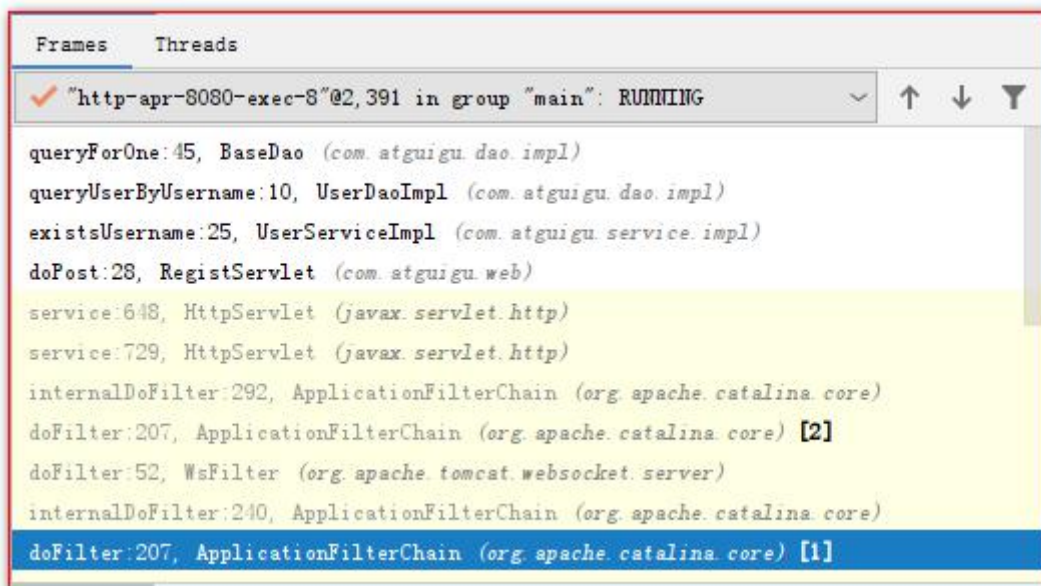 Frames Threads
"http-apr-8080-exec-8"@2,391 in group "main": RUNNING
queryForOne:45, BaseDao (com.atguigu.dao.impl)
queryUserByUsername:10, UserDaoImpl (com.atguigu.dao.impl)
existsUsername:25, UserServiceImpl (com.atguigu.service.impl)
doPost:28, RegistServlet (com.atguigu.web)
service:648, HttpServlet (javax.servlet.http)
service:729, HttpServlet (javax.servlet.http)
internalDoFilter:292, ApplicationFilterChain (org.apache.catalina.core)
doFilter:207, ApplicationFilterChain (org.apache.catalina.core) [2]
doFilter:52, WsFilter (org.apache.tomcat.websocket.server)
internalDoFilter:240, ApplicationFilterChain (org.apache.catalina.core)
doFilter:207, ApplicationFilterChain (org.apache.catalina.core) [1]